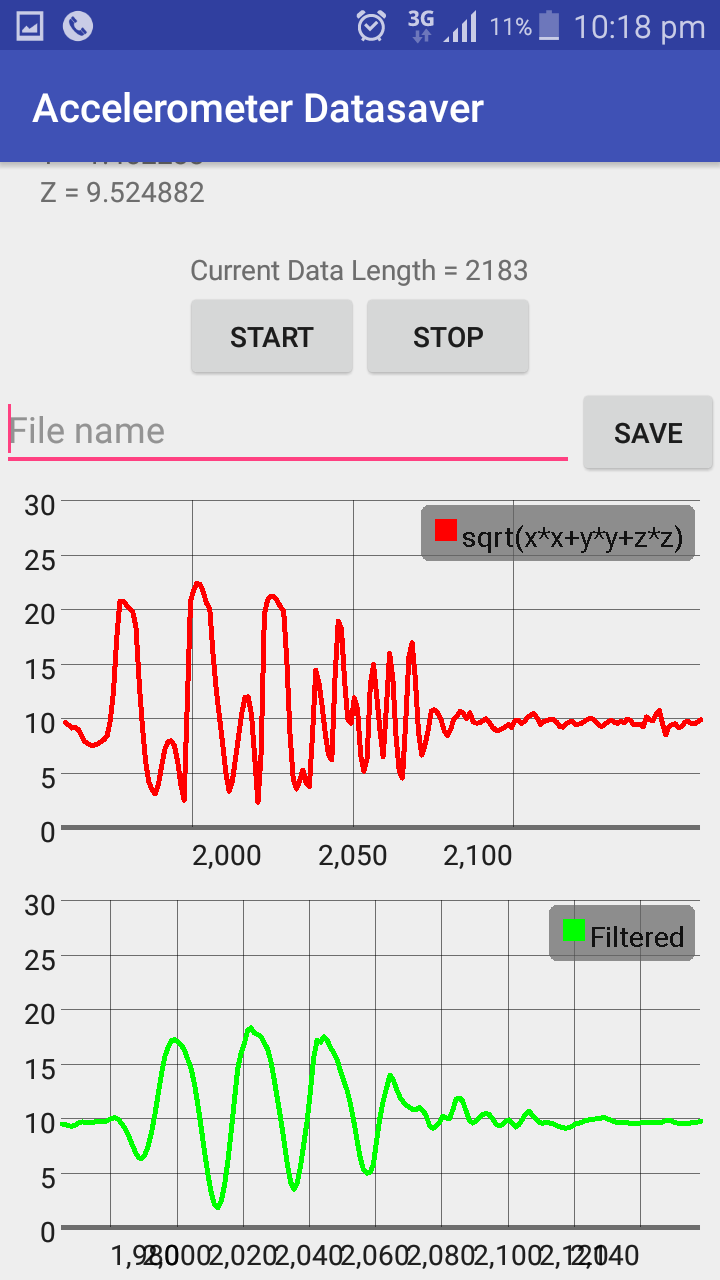 3G 11% 10:18 pm
Accelerometer Datasaver
Z = 9.524882
Current Data Length = 2183
START STOP
File name SAVE
30
sqrt(x*x+y*y+z*z)
25
20
15
10
5
0
2,000 2,050 2,100
30
Filtered
25
20
15
10
5
0
1,980 2,000 2,020 2,040 2,060 2,080 2,100 2,120 2,140